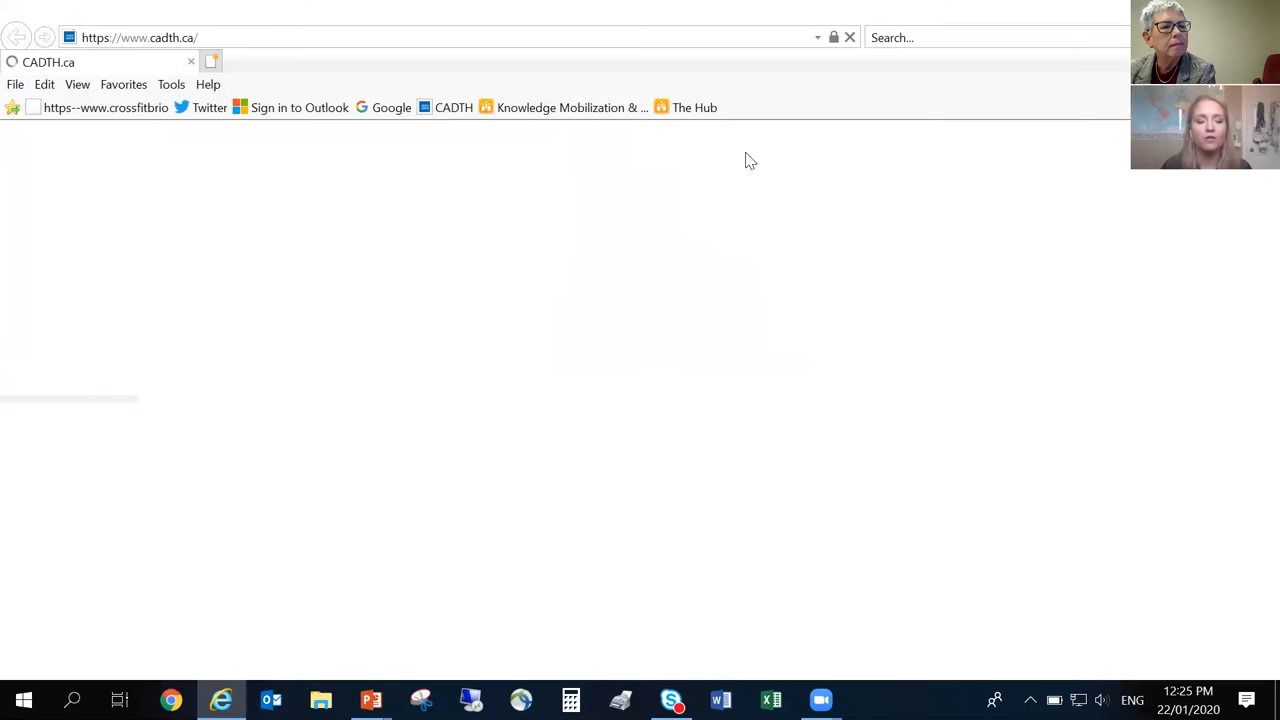 https://www.cadth.ca/
Search...
CADTH.ca
File Edit View Favorites Tools Help
https--www.crossfitbrio Twitter Sign in to Outlook Google CADTH Knowledge Mobilization & ... The Hub
ENG
12:25 PM
22/01/2020